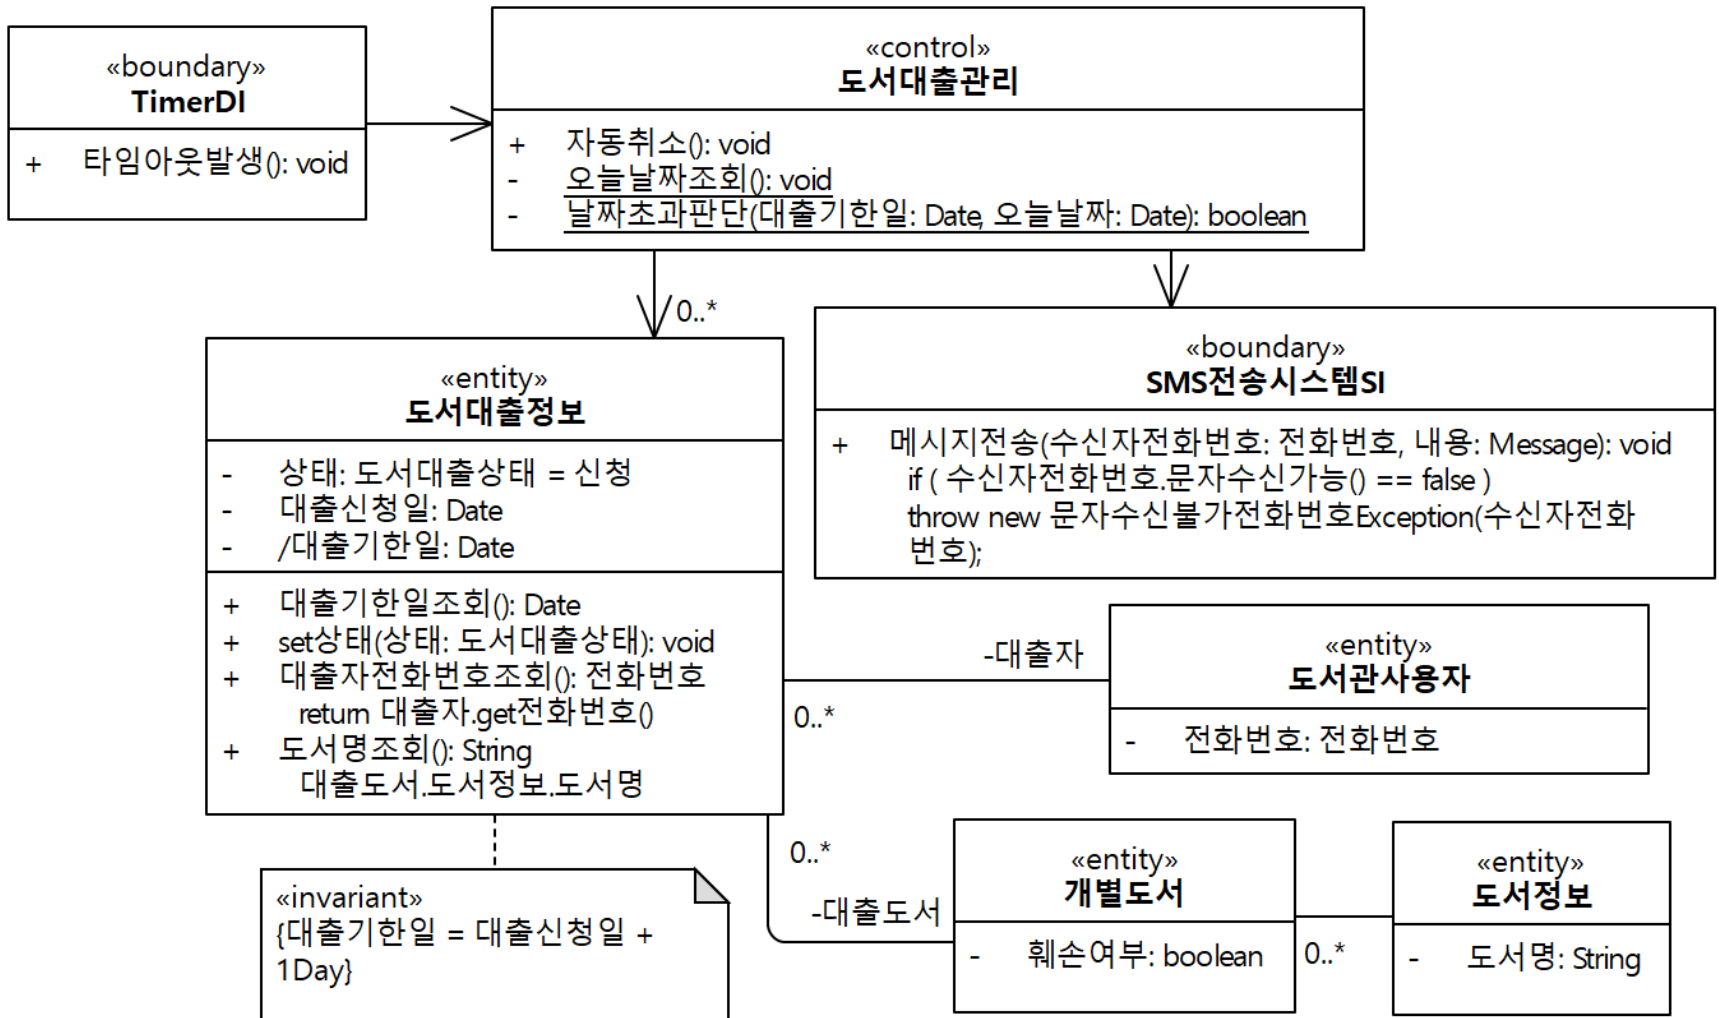 «boundary»
TimerDI
+ 타임아웃발생(): void
«control»
도서대출관리
+ 자동취소(): void
- 오늘날짜조회(): void
- 날짜초과판단(대출기한일: Date, 오늘날짜: Date): boolean
0..*
«entity»
도서대출정보
- 상태: 도서대출상태 = 신청
- 대출신청일: Date
- /대출기한일: Date
+ 대출기한일조회(): Date
+ set상태(상태: 도서대출상태): void
+ 대출자전화번호조회(): 전화번호
return 대출자.get전화번호()
+ 도서명조회(): String
대출도서.도서정보.도서명
«boundary»
SMS전송시스템SI
+ 메시지전송(수신자전화번호: 전화번호, 내용: Message): void
if ( 수신자전화번호.문자수신가능() == false )
throw new 문자수신불가전화번호Exception(수신자전화
번호);
-대출자
0..*
«entity»
도서관사용자
- 전화번호: 전화번호
0..*
-대출도서
«invariant»
{대출기한일 = 대출신청일 +
1Day}
«entity»
개별도서
- 훼손여부: boolean
0..*
«entity»
도서정보
- 도서명: String